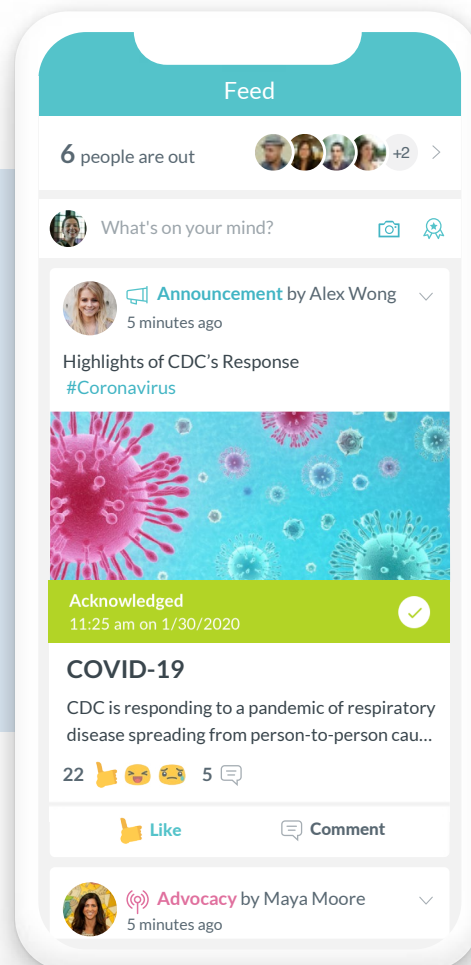 Feed
6 people are out
+2
What's on your mind?
Announcement by Alex Wong
5 minutes ago
Highlights of CDC's Response
#Coronavirus
Acknowledged
11:25 am on 1/30/2020
COVID-19
CDC is responding to a pandemic of respiratory
disease spreading from person-to-person cau...
22 5
Like Comment
Advocacy by Maya Moore
5 minutes ago